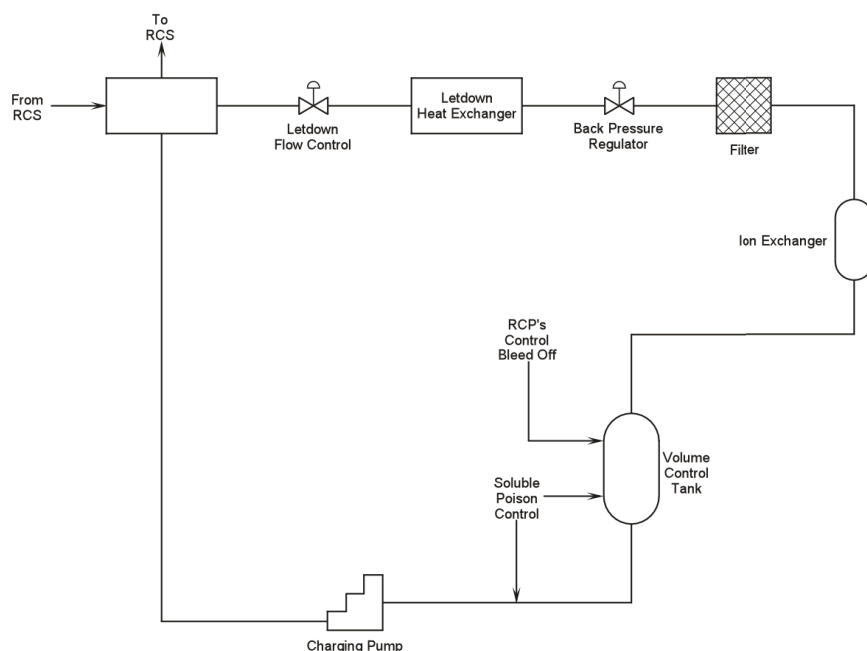 To
RCS
From
RCS
Letdown
Flow Control
Letdown
Heat Exchanger
Back Pressure
Regulator
Filter
Ion Exchanger
RCP's
Control
Bleed Off
Volume
Control
Tank
Soluble
Poison
Control
Charging Pump